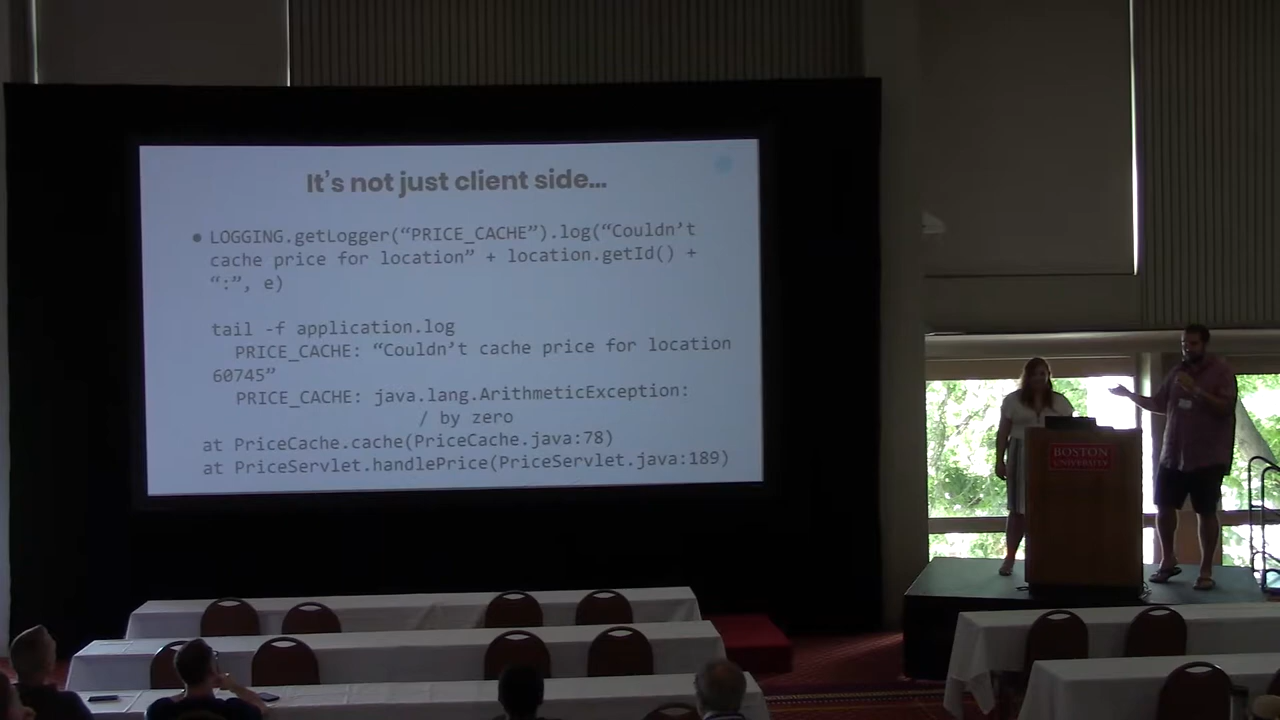 It's not just client side...
● LOGGING.getLogger(“PRICE_CACHE”).log(“Couldn’t
cache price for location” + location.getId() +
“:”, e)
tail -f application.log
PRICE_CACHE: “Couldn’t cache price for location
60745”
PRICE_CACHE: java.lang.ArithmeticException:
/ by zero
at PriceCache.cache(PriceCache.java:78)
at PriceServlet.handlePrice(PriceServlet.java:189)
BOSTON
UNIVERSITY